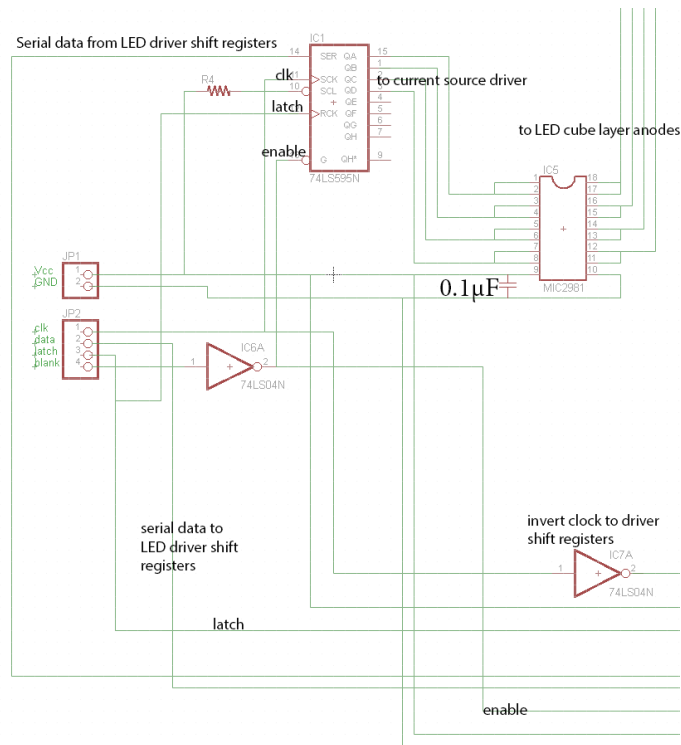 Serial data from LED driver shift registers
IC1
14
SER
QA
15
clk
11
SCK
QB
1
QC
2
to current source driver
R4
10
SCL
QD
3
QE
4
latch
RCK
QF
5
QG
6
QH
7
enable
G
QH*
9
74LS595N
to LED cube layer anodes
IC5
1
18
2
17
3
16
4
15
5
14
6
13
7
12
8
11
9
10
MIC2981
0.1µF
JP1
Vcc
1
GND
2
JP2
clk
1
data
2
latch
3
blank
4
IC6A
1
2
74LS04N
serial data to
LED driver shift
registers
invert clock to driver
shift registers
IC7A
1
2
74LS04N
latch
enable